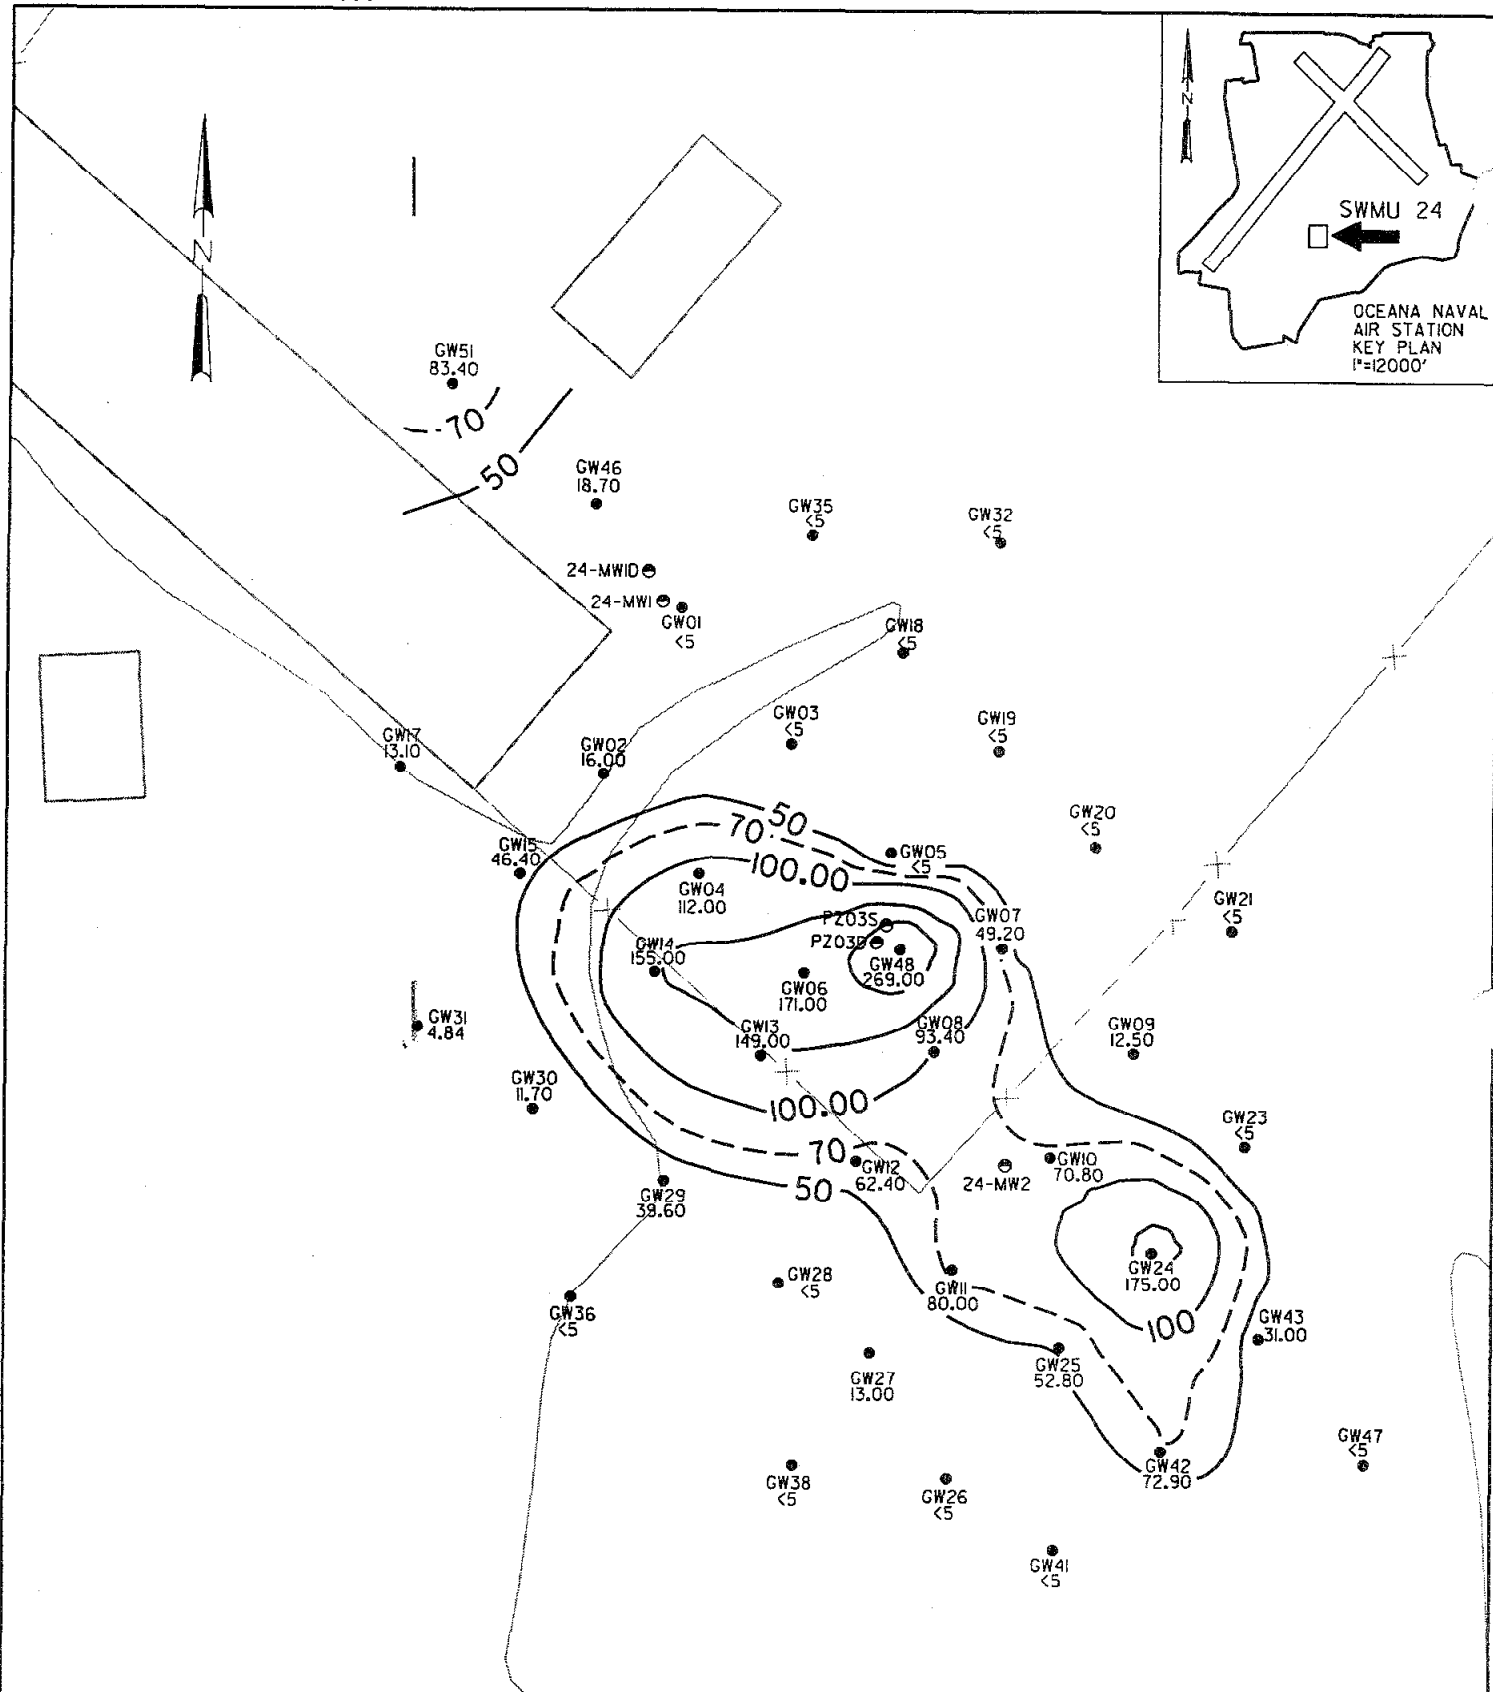 N
N
SWMU 24
OCEANA NAVAL
AIR STATION
KEY PLAN
1"=12000'
GW51
83.40
70
50
GW46
18.70
GW35
<5
GW32
<5
24-MW1D
24-MW1
GW01
<5
GW18
<5
GW03
<5
GW19
<5
GW17
13.10
GW02
16.00
50
70
GW20
<5
GW15
46.40
GW05
<5
100.00
GW04
112.00
GW21
<5
PZ03S
GW07
49.20
PZ03D
GW14
155.00
GW48
269.00
GW06
171.00
GW31
4.84
GW13
149.00
GW08
93.40
GW09
12.50
GW30
11.70
100.00
GW23
<5
70
GW12
62.40
GW10
70.80
24-MW2
50
GW29
39.60
GW28
<5
GW24
175.00
GW11
80.00
GW36
<5
100
GW43
31.00
GW27
13.00
GW25
52.80
GW47
<5
GW42
72.90
GW38
<5
GW26
<5
GW41
<5